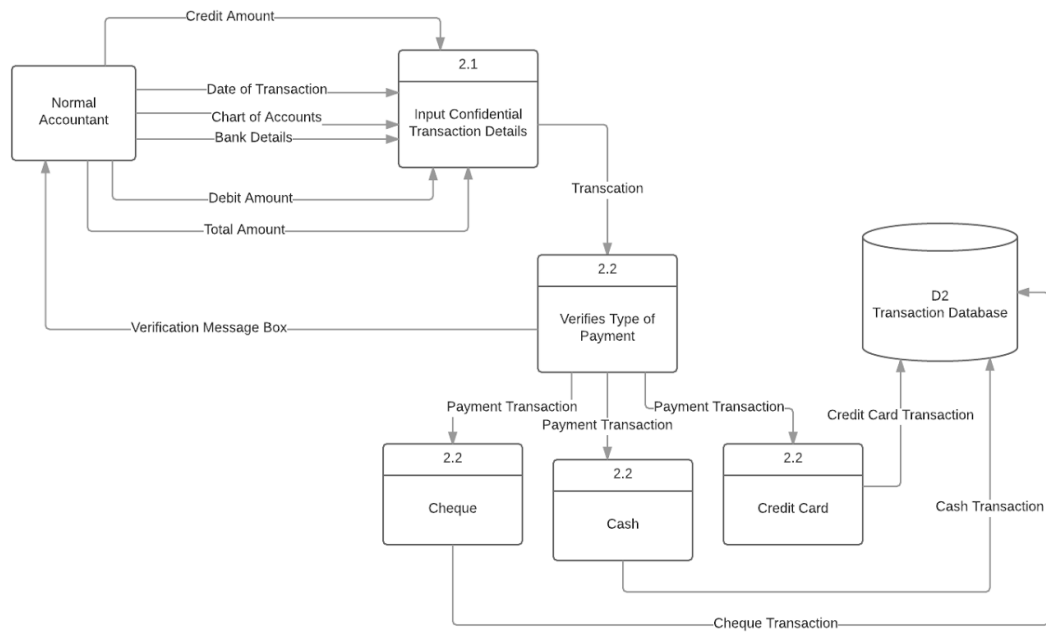 Credit Amount
2.1
Normal
Accountant
Date of Transaction
Chart of Accounts
Bank Details
Input Confidential
Transaction Details
Debit Amount
Total Amount
Transcation
2.2
Verifies Type of
Payment
D2
Transaction Database
Verification Message Box
Payment Transaction
Payment Transaction
Payment Transaction
Credit Card Transaction
2.2
Cheque
2.2
Cash
2.2
Credit Card
Cash Transaction
Cheque Transaction